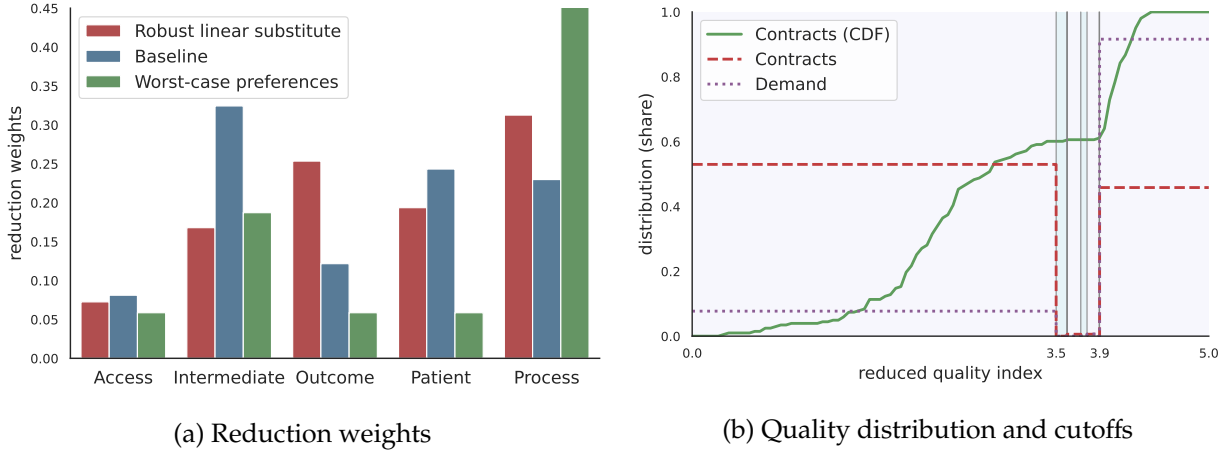 0.45
0.40
0.35
0.30
0.25
0.20
0.15
0.10
0.05
0.00
reduction weights
Robust linear substitute
Baseline
Worst-case preferences
Access Intermediate Outcome Patient Process
(a) Reduction weights
1.0
0.8
0.6
0.4
0.2
0.0
distribution (share)
Contracts (CDF)
Contracts
Demand
0.0 3.5 3.9 5.0
reduced quality index
(b) Quality distribution and cutoffs